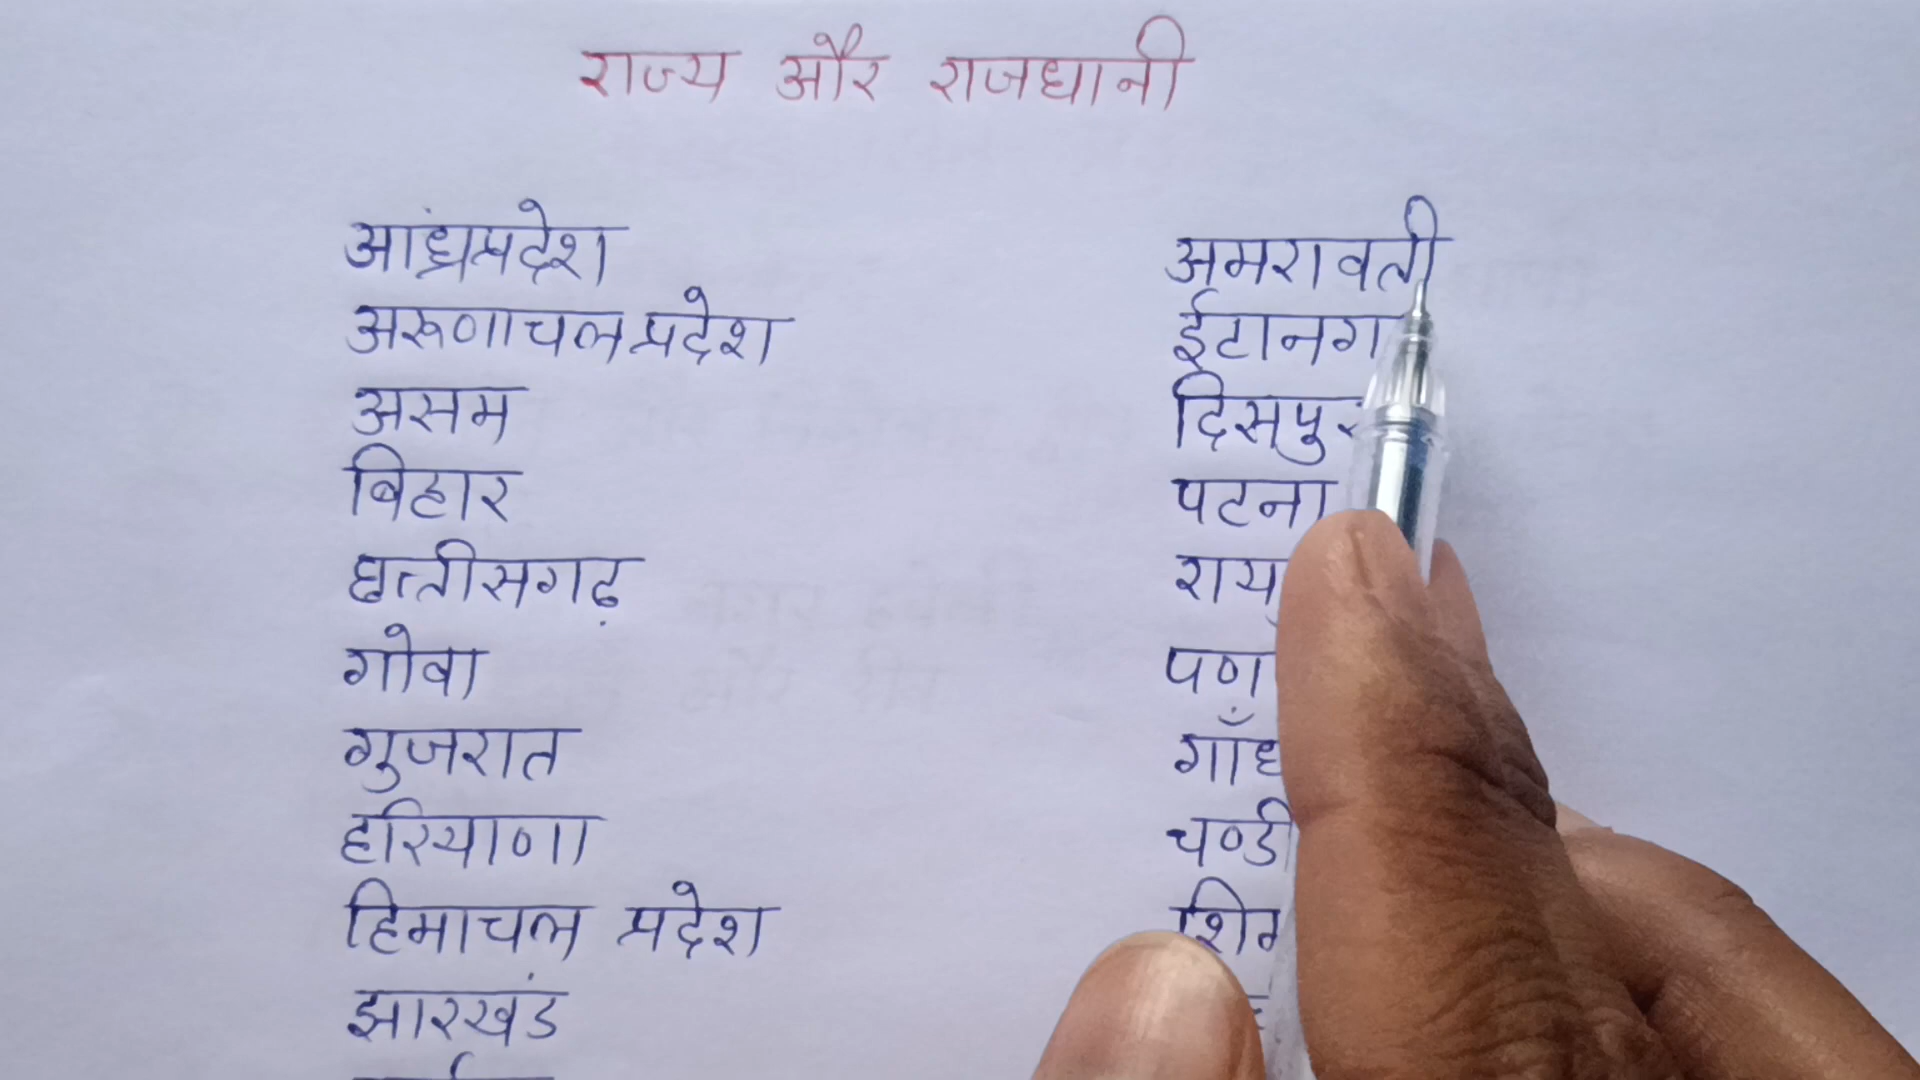 राज्य और राजधानी
आंध्रप्रदेश अमरावती
अरूणाचल प्रदेश ईटानग
असम दिसपुर
बिहार पटना
छत्तीसगढ़ राय
गोवा पण
गुजरात गाँध
हरियाणा चण्डी
हिमाचल प्रदेश शिम
झारखंड